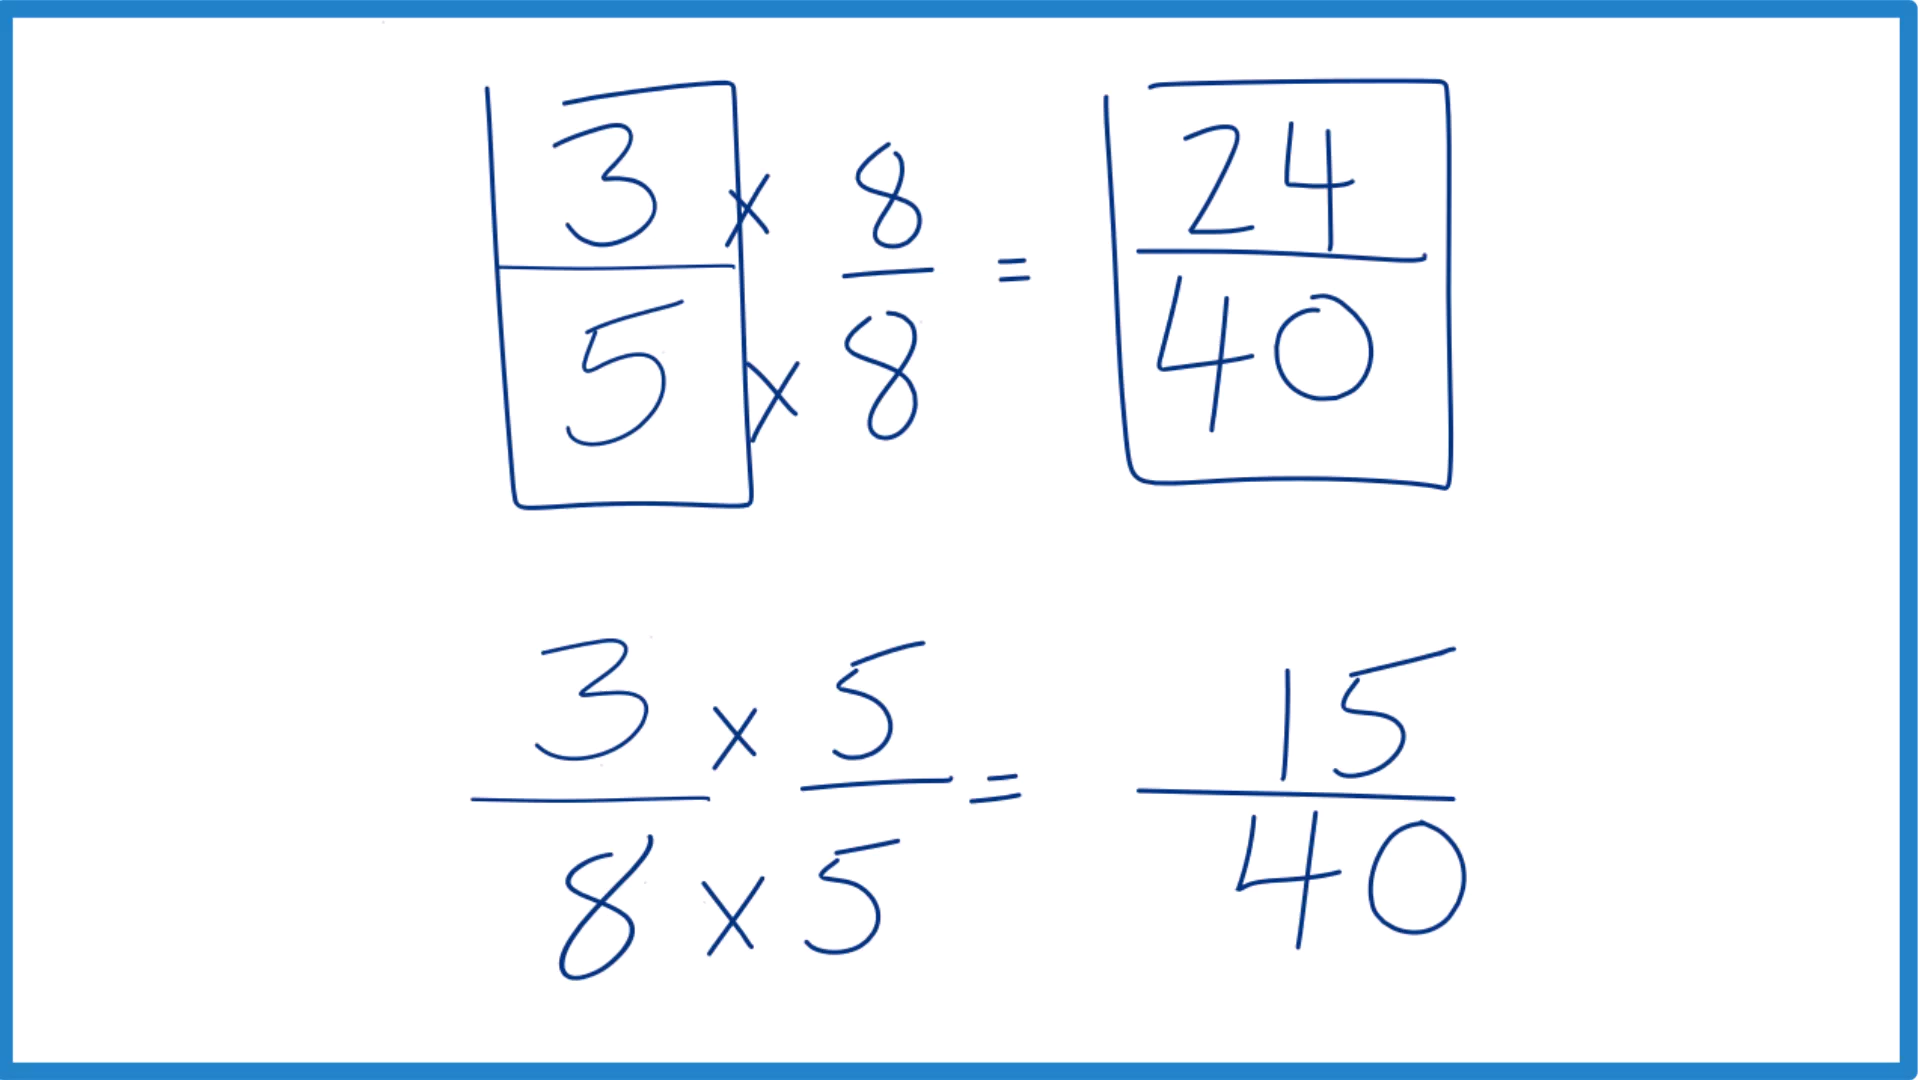 3/5 × 8/8 = 24/40
3/8 × 5/5 = 15/40